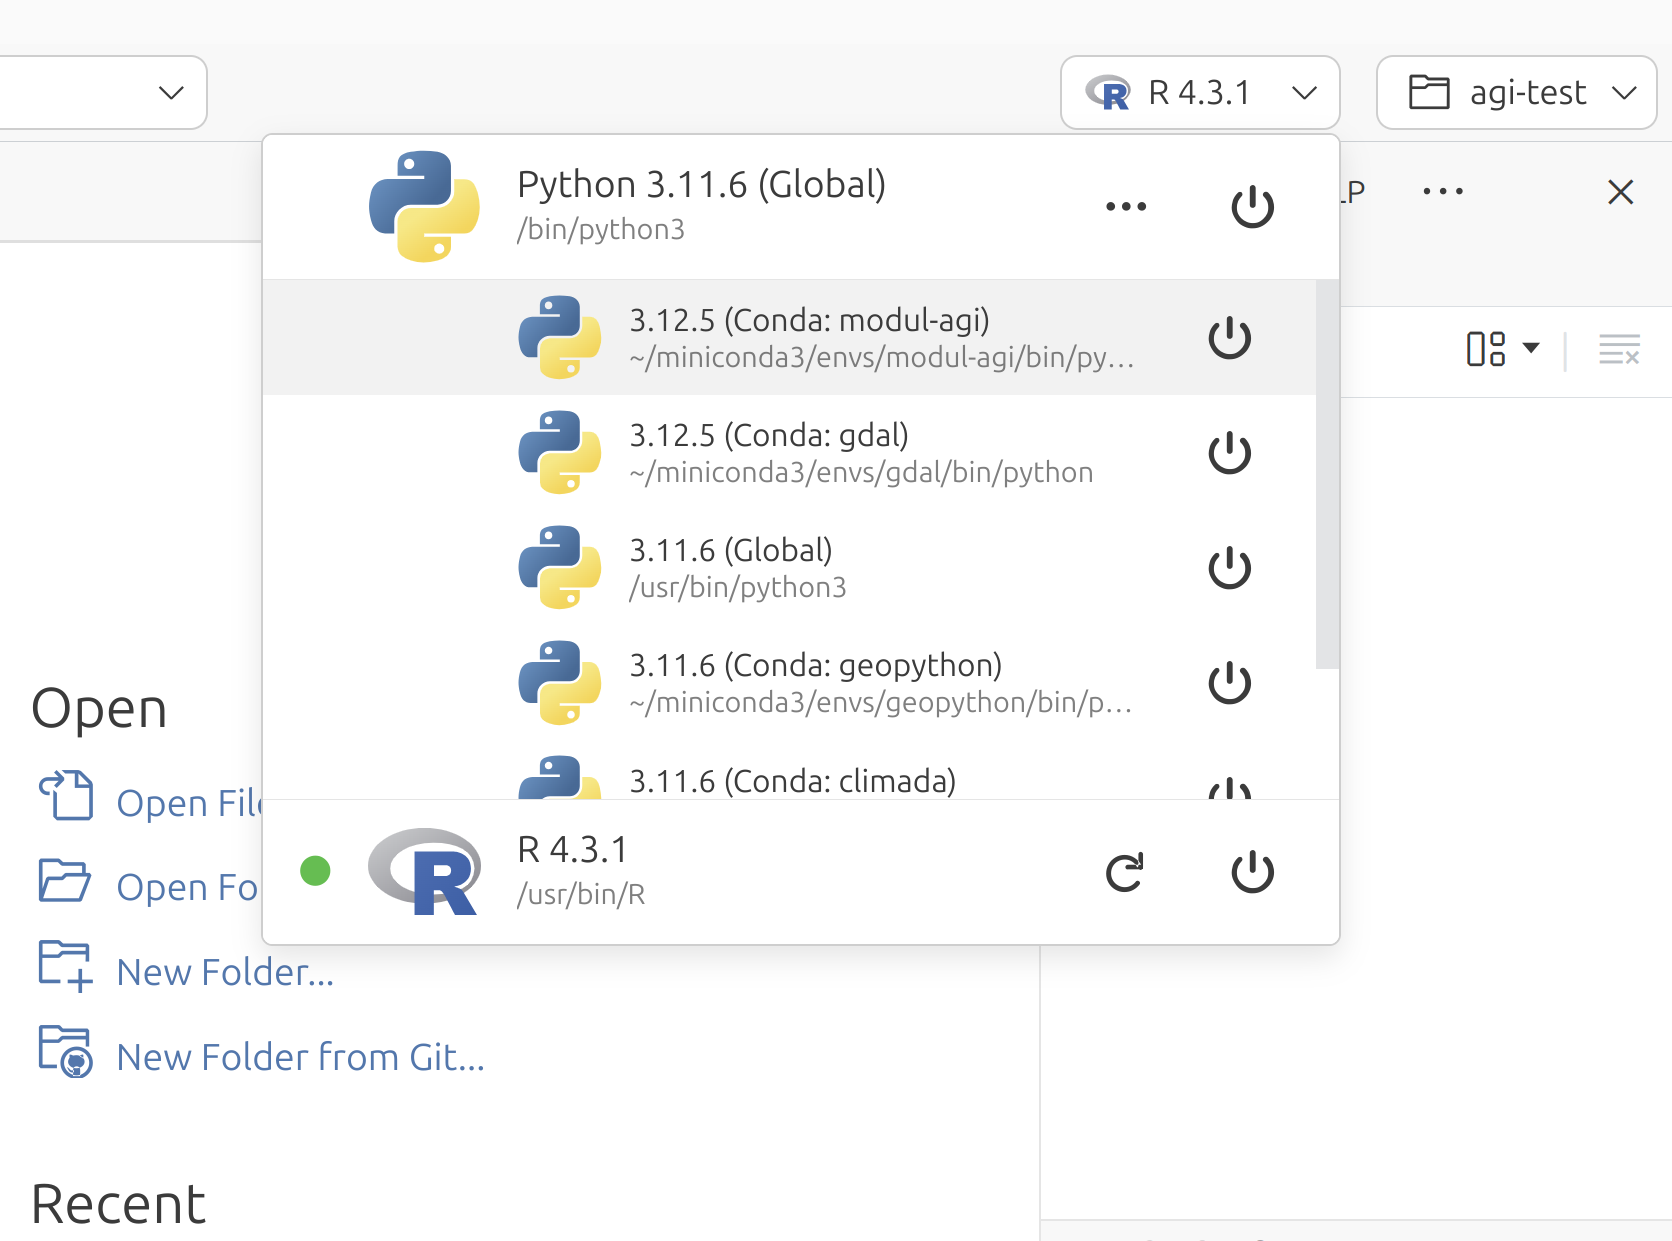 R 4.3.1
agi-test
Python 3.11.6 (Global)
/bin/python3
LP
3.12.5 (Conda: modul-agi)
~/miniconda3/envs/modul-agi/bin/py...
3.12.5 (Conda: gdal)
~/miniconda3/envs/gdal/bin/python
3.11.6 (Global)
/usr/bin/python3
3.11.6 (Conda: geopython)
~/miniconda3/envs/geopython/bin/p...
3.11.6 (Conda: climada)
R 4.3.1
/usr/bin/R
Open
Open File
Open Fo
New Folder...
New Folder from Git...
Recent